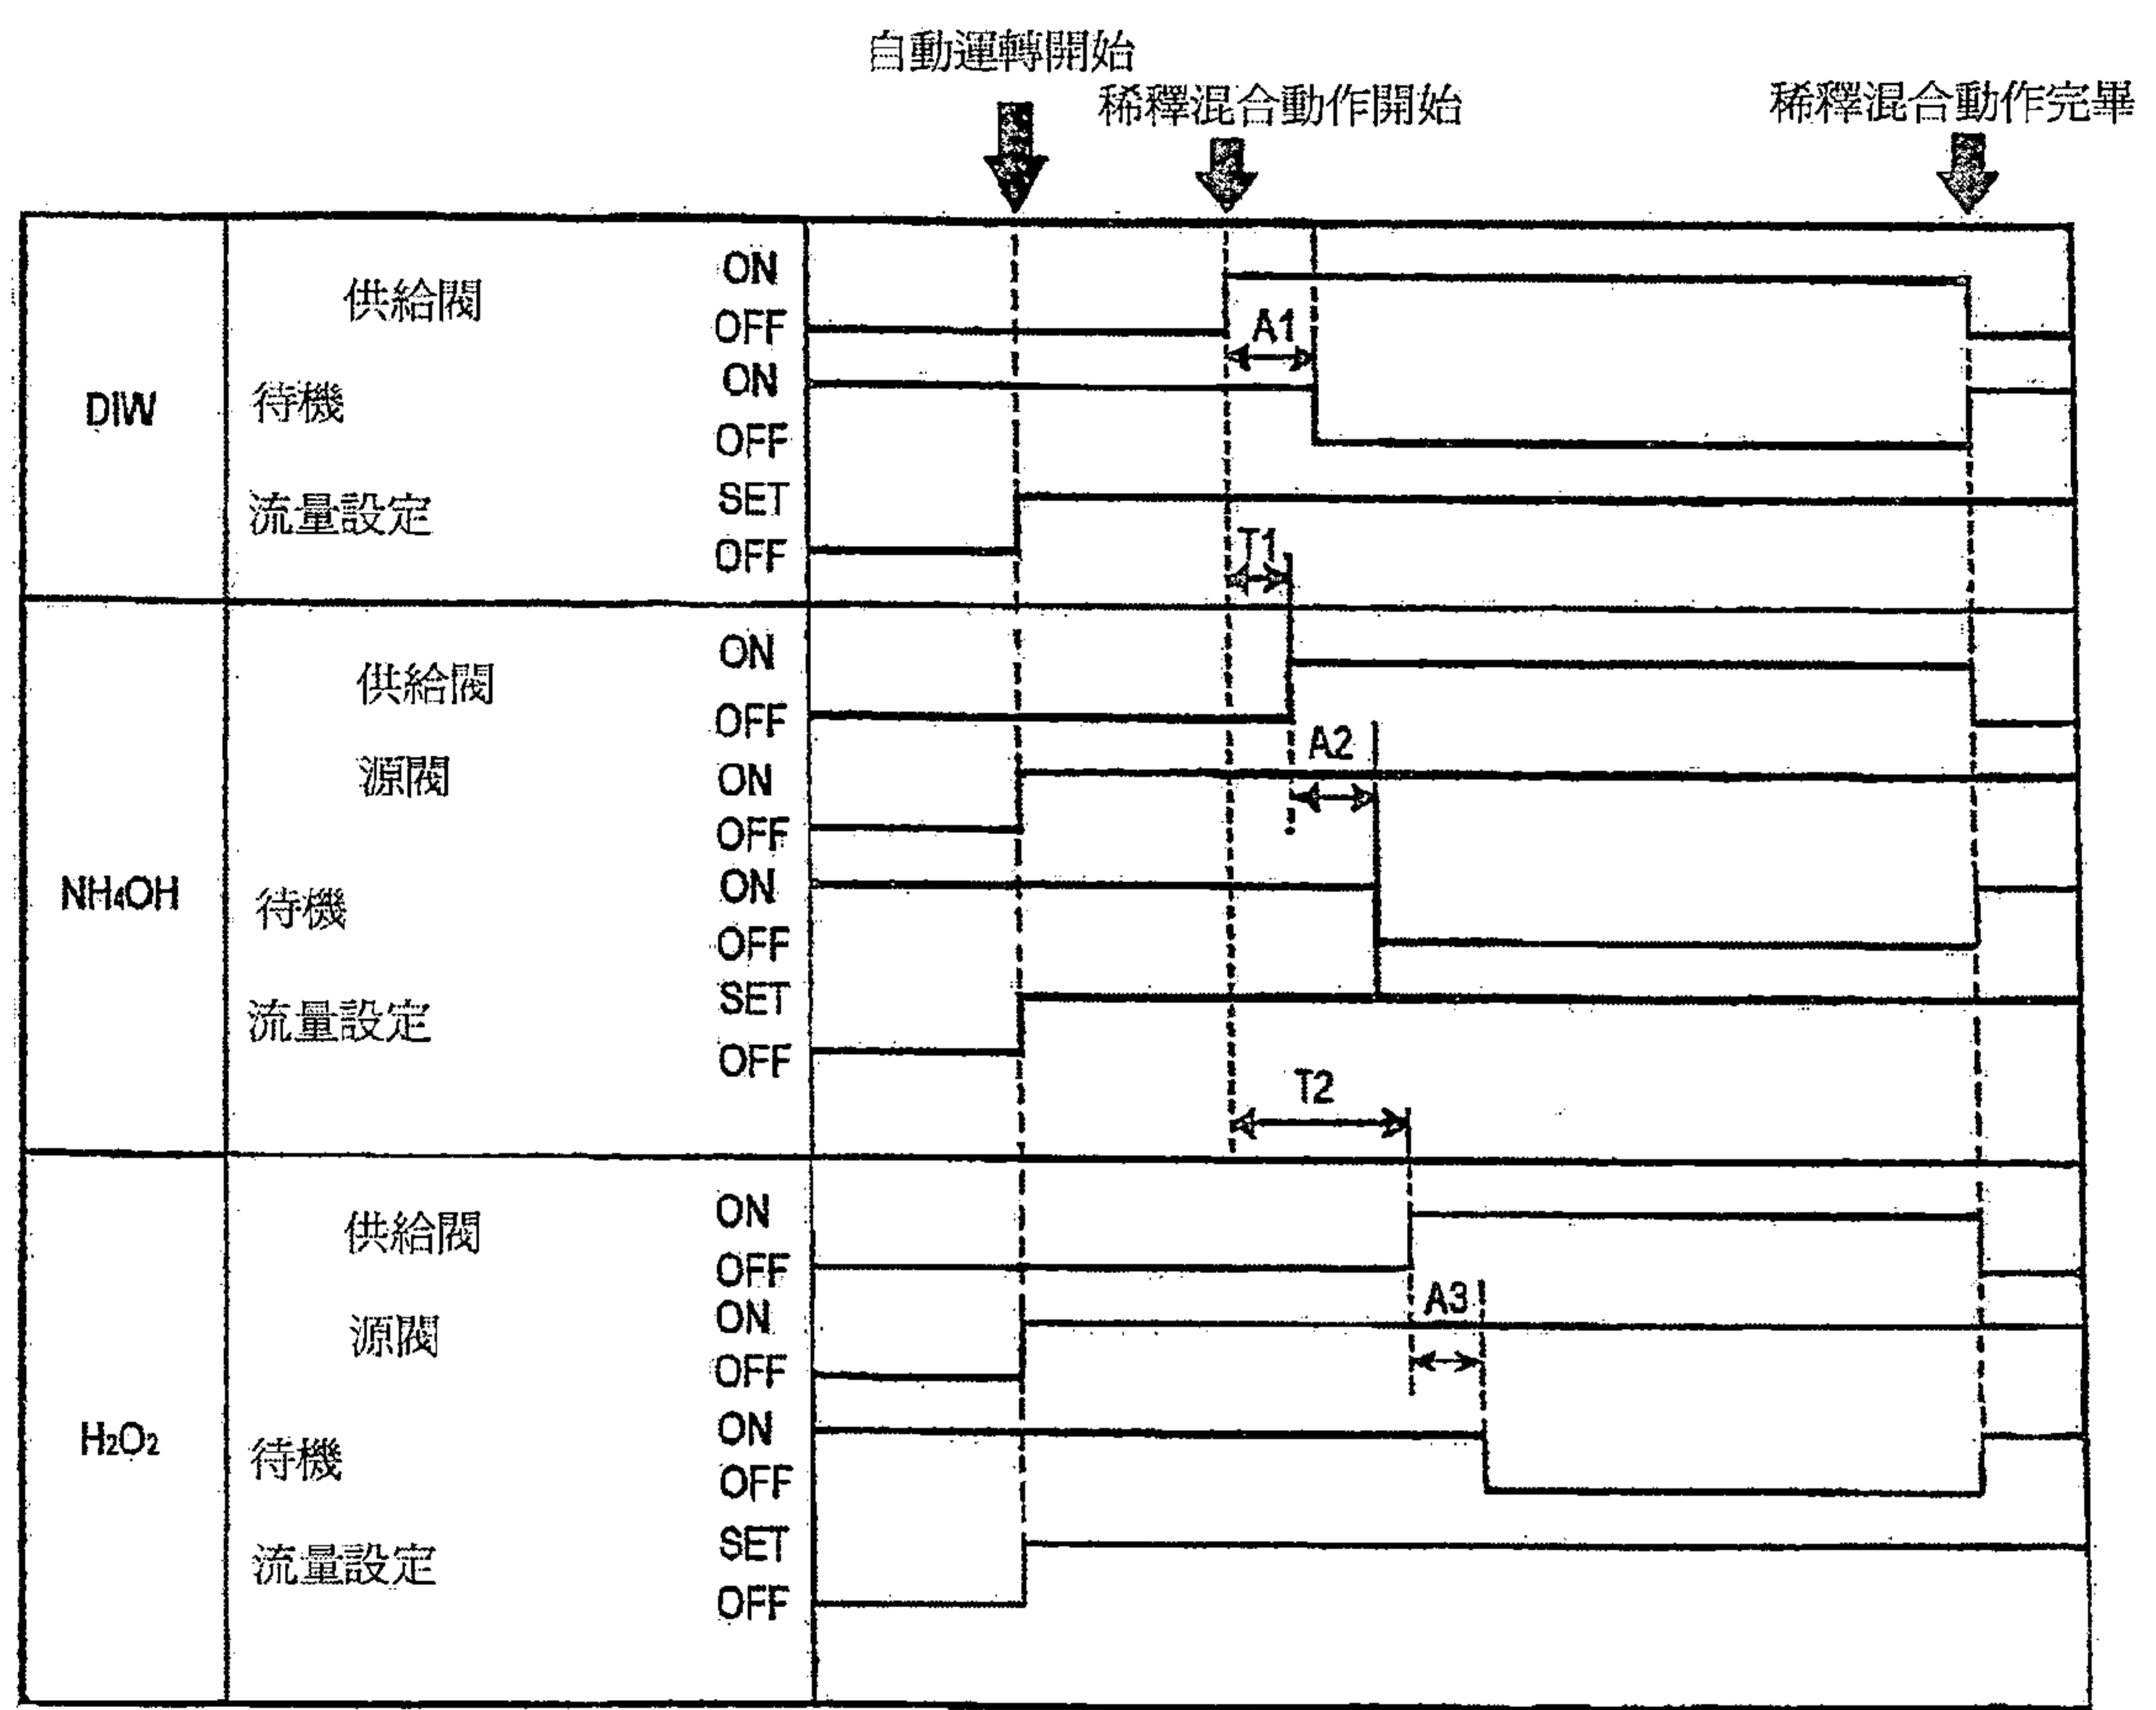 自動運轉開始
稀釋混合動作開始
稀釋混合動作完畢
DIW
供給閥
ON
OFF
A1
待機
ON
OFF
流量設定
SET
OFF
T1
NH₄OH
供給閥
ON
OFF
源閥
ON
OFF
A2
待機
ON
OFF
流量設定
SET
OFF
T2
H₂O₂
供給閥
ON
OFF
源閥
ON
OFF
A3
待機
ON
OFF
流量設定
SET
OFF